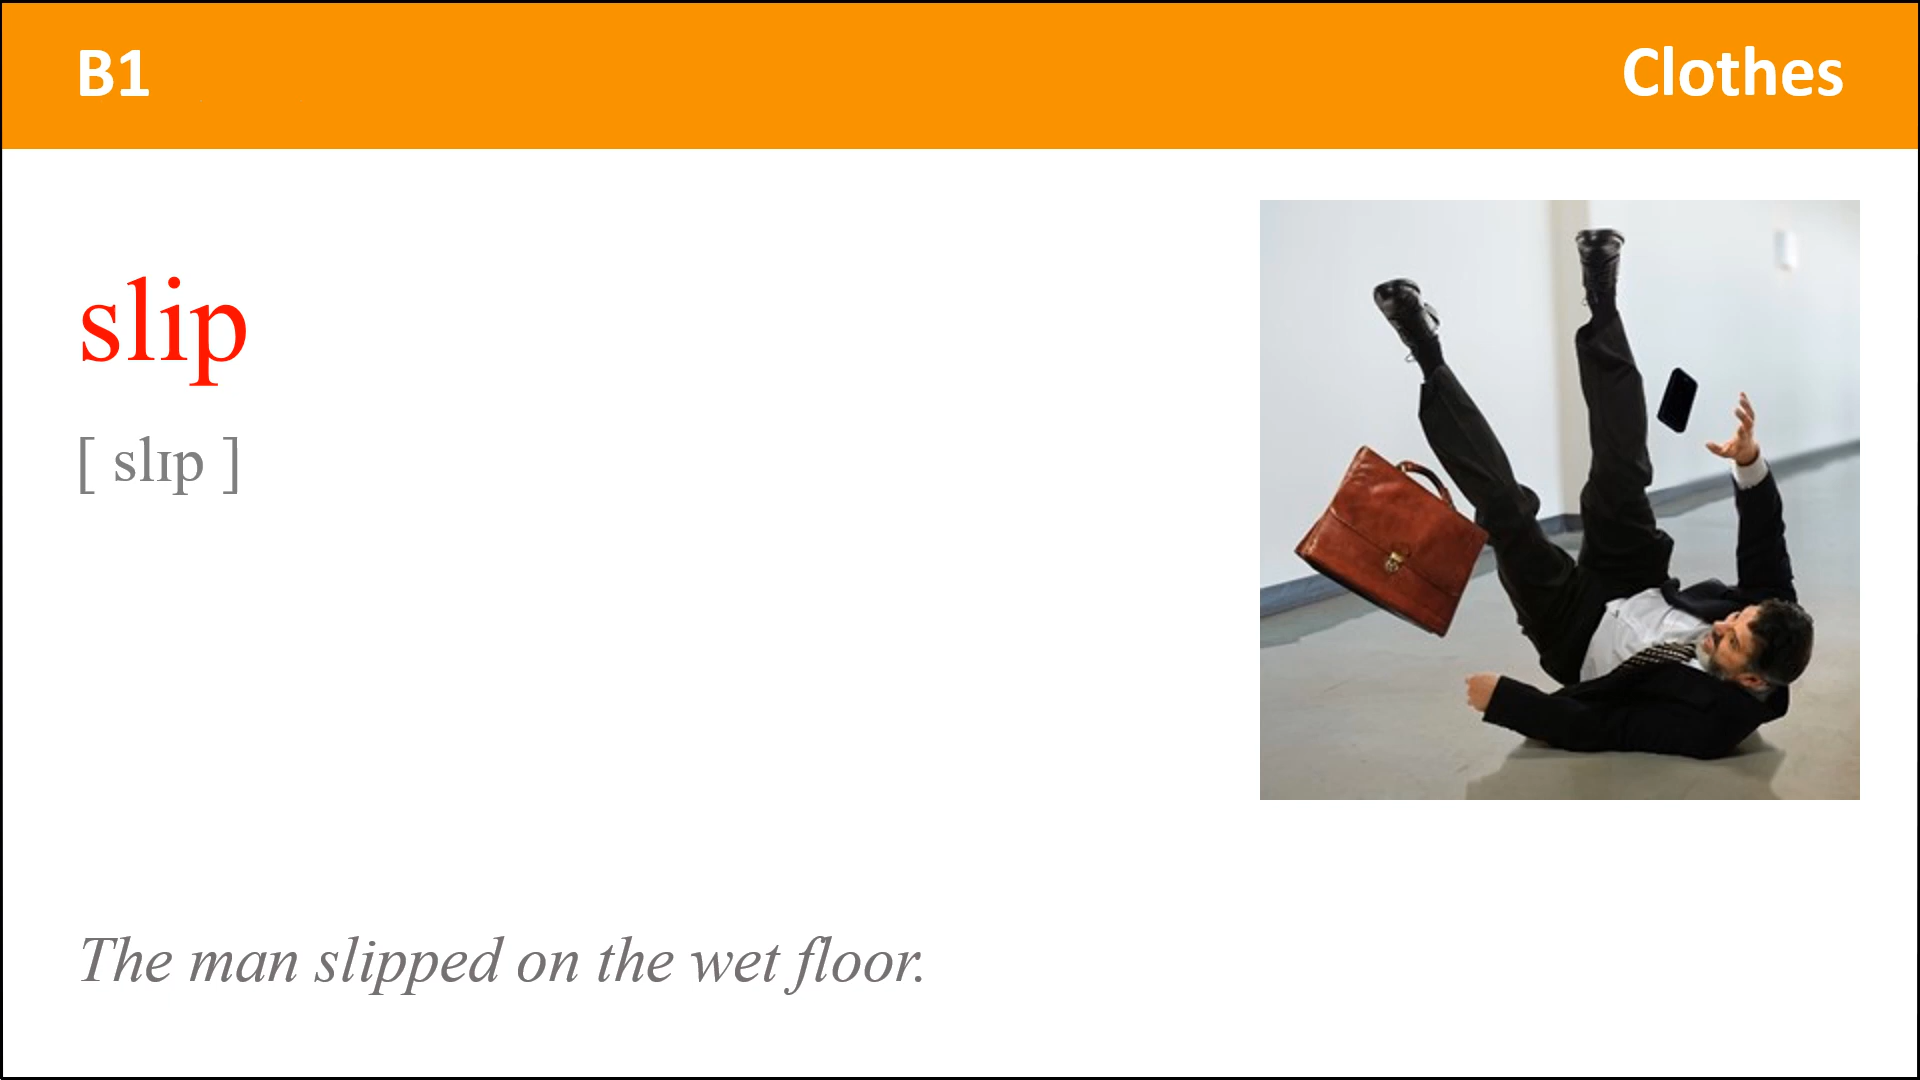 B1
Clothes
slip
[ slɪp ]
The man slipped on the wet floor.